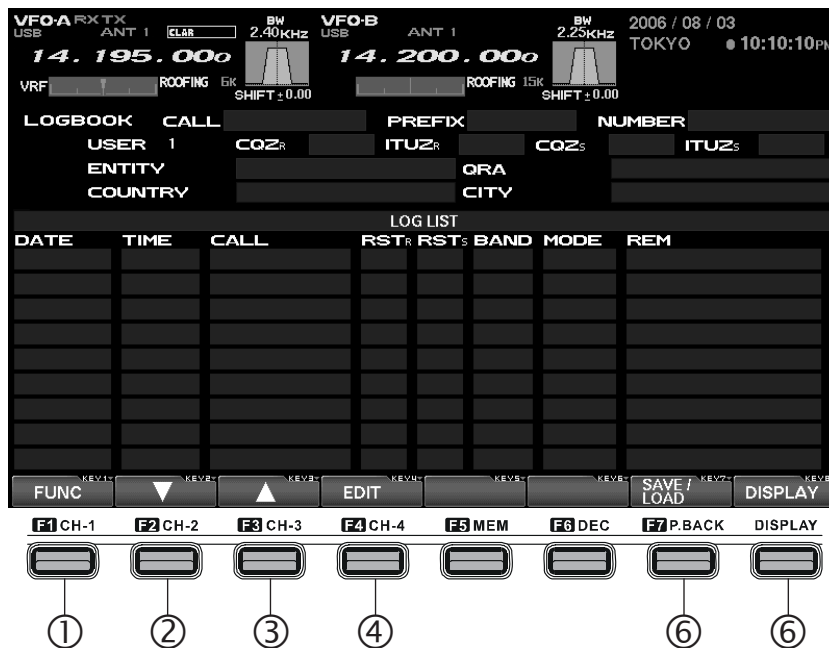 VFO-A RX TX BW VFO-B BW 2006 / 08 / 03
USB ANT 1 CLAR 2.40KHz USB ANT 1 2.25KHz TOKYO 10:10:10PM
14.195.000 14.200.000
VRF ROOFING 6K ROOFING 15K
SHIFT±0.00 SHIFT±0.00
LOGBOOK CALL PREFIX NUMBER
USER 1 CQZR ITUZR CQZS ITUZS
ENTITY QRA
COUNTRY CITY
LOG LIST
DATE TIME CALL RSTR RSTS BAND MODE REM
KEY1 KEY2 KEY3 KEY4 KEY5 KEY6 KEY7 KEY8
FUNC ▼ ▲ EDIT SAVE / LOAD DISPLAY
F1 CH-1 F2 CH-2 F3 CH-3 F4 CH-4 F5 MEM F6 DEC F7 P.BACK DISPLAY
① ② ③ ④ ⑥ ⑥